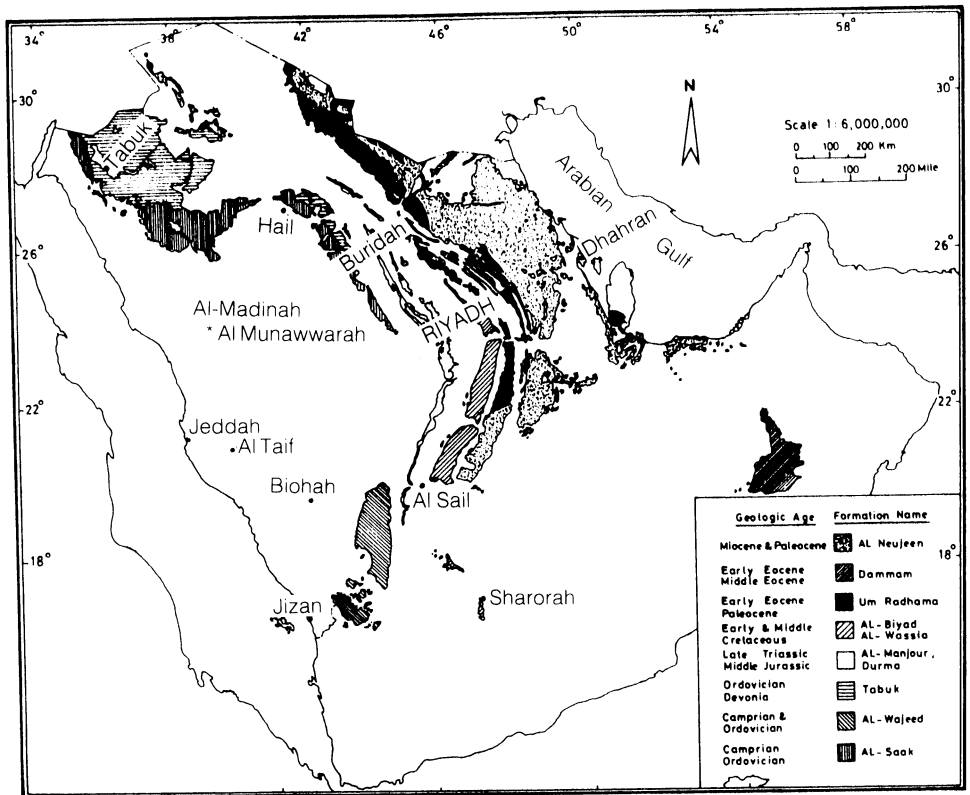 34° 38° 42° 46° 50° 54° 58°
30° 30°
26° 26°
22° 22°
18° 18°
N
Scale 1:6,000,000
0 100 200 Km
0 100 200 Mile
Tabuk
Hail
Buridah
Arabian
Gulf
Dhahran
Al-Madinah
* Al Munawwarah
RIYADH
Jeddah
Al Taif
Biohah
Al Sail
Jizan
Sharorah
Geologic Age Formation Name
Miocene & Paleocene AL Neujeen
Early Eocene
Middle Eocene Dammam
Early Eocene
Paleocene Um Radhama
Early & Middle
Cretaceous AL-Biyad
AL-Wassia
Late Triassic
Middle Jurassic AL-Manjour,
Durma
Ordovician
Devonia Tabuk
Camprian &
Ordovician AL-Wajeed
Camprian
Ordovician AL-Saak